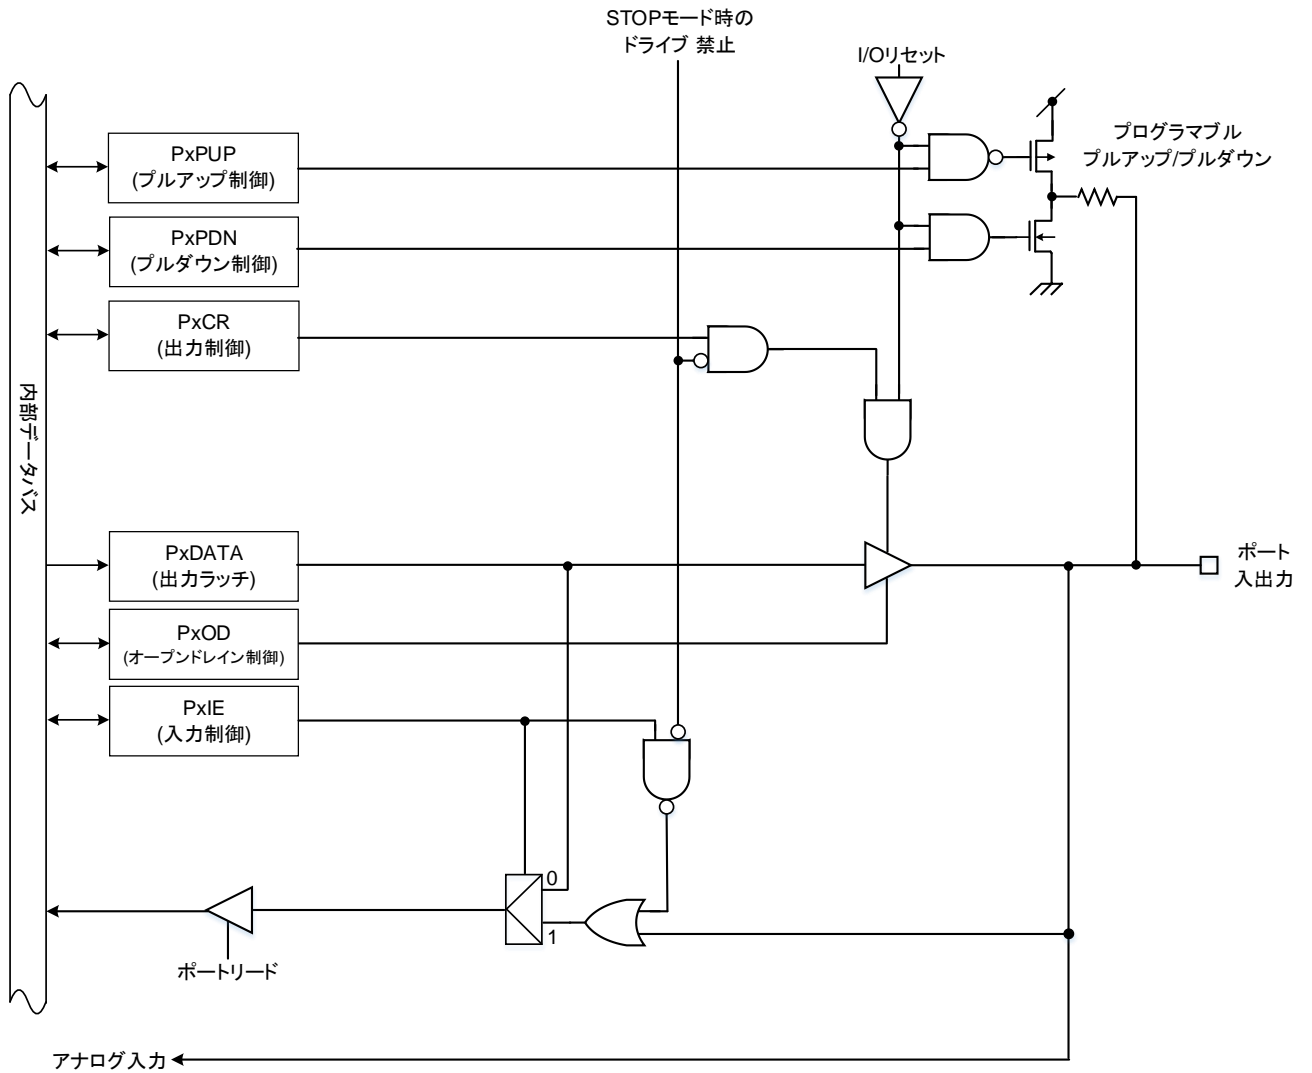 STOPモード時の
ドライブ 禁止
I/Oリセット
プログラマブル
プルアップ/プルダウン
PxPUP
(プルアップ制御)
PxPDN
(プルダウン制御)
PxCR
(出力制御)
内部データバス
PxDATA
(出力ラッチ)
ポート
入出力
PxOD
(オープンドレイン制御)
PxIE
(入力制御)
0
1
ポートリード
アナログ入力